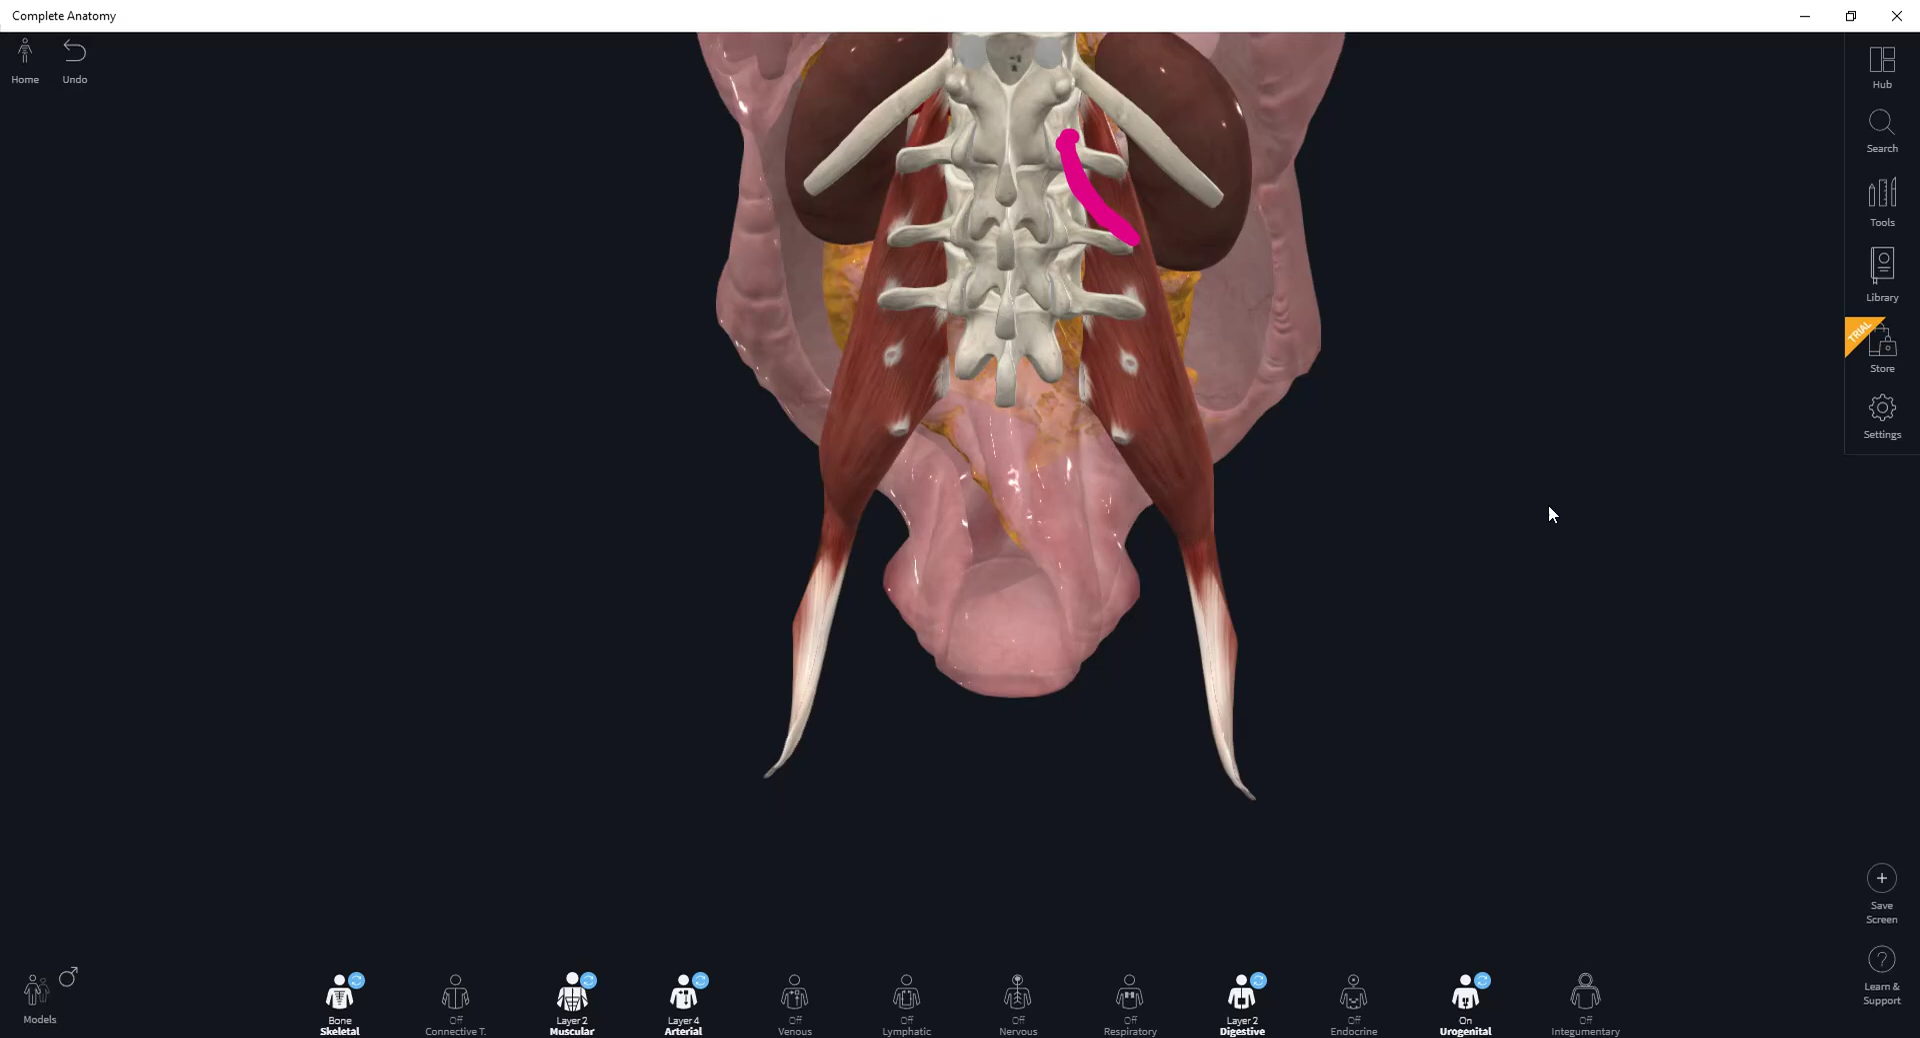 Complete Anatomy
Home
Undo
Hub
Search
Tools
Library
TRIAL
Store
Settings
Save
Screen
Learn &
Support
Models
Bone
Skeletal
Off
Connective T.
Layer 2
Muscular
Layer 4
Arterial
Off
Venous
Off
Lymphatic
Off
Nervous
Off
Respiratory
Layer 2
Digestive
Off
Endocrine
On
Urogenital
Off
Integumentary